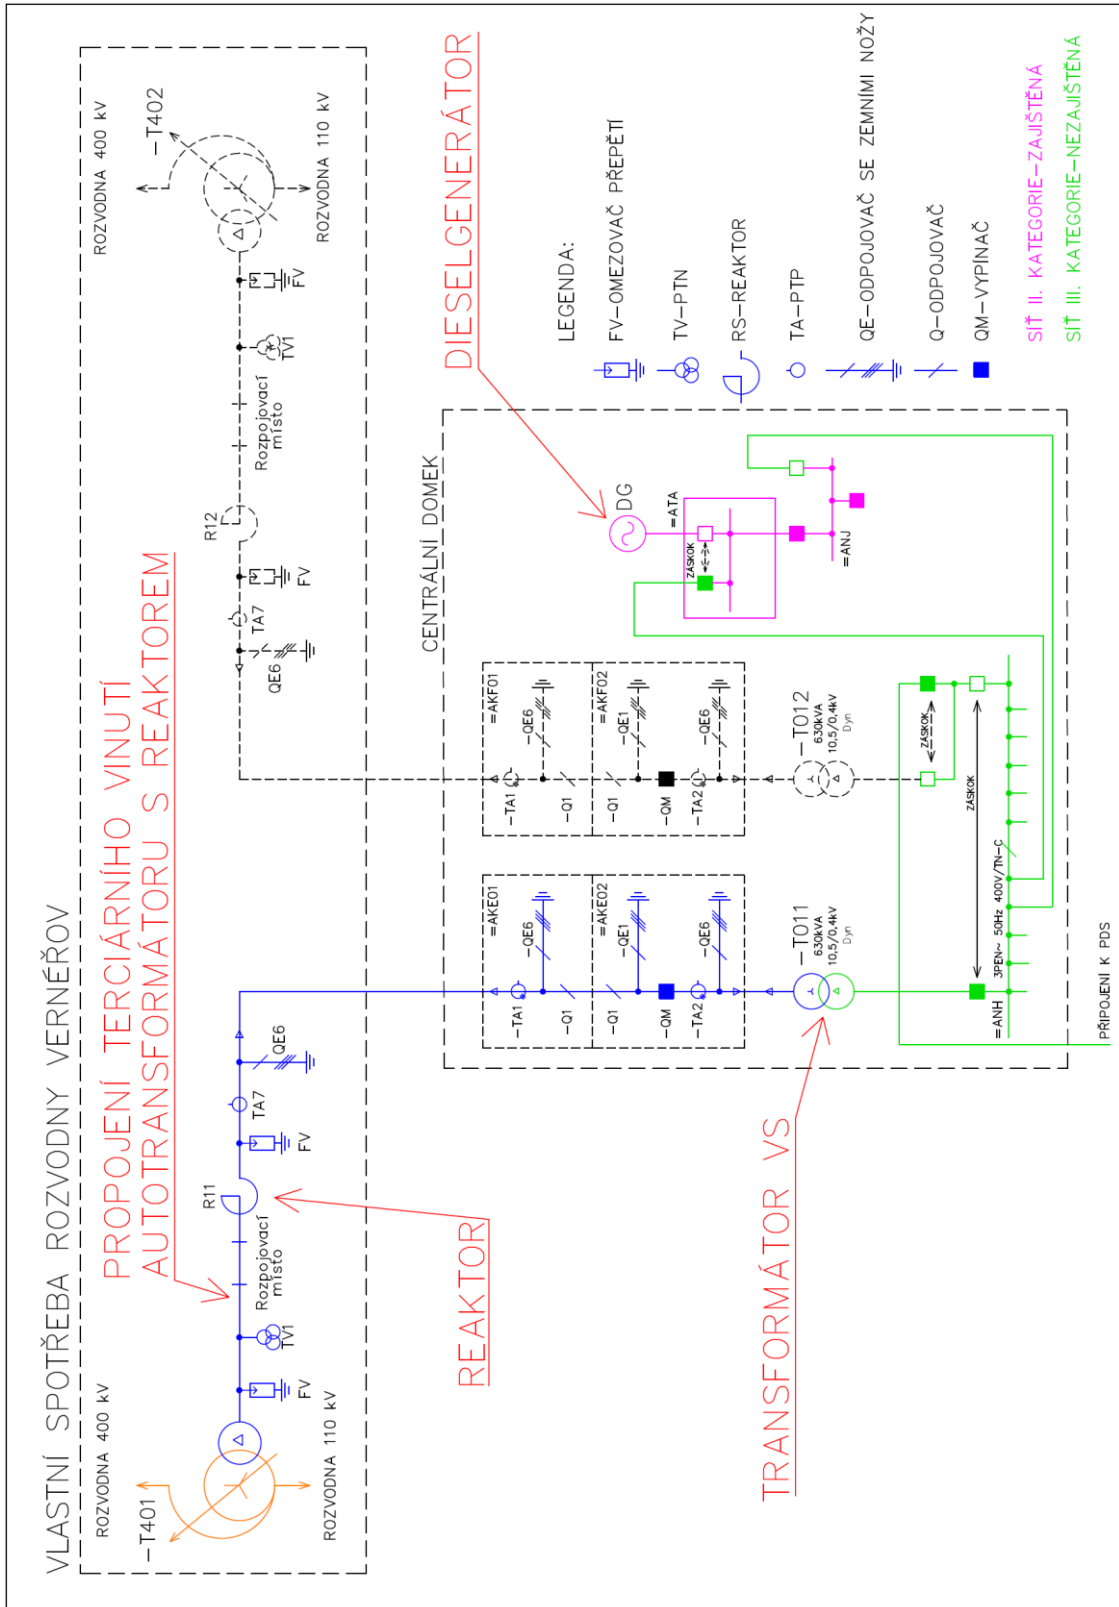 VLASTNÍ SPOTŘEBA ROZVODNY VERNÉŘOV
PROPOJENÍ TERCIÁRNÍHO VINUTÍ
AUTOTRANSFORMÁTORU S REAKTOREM
ROZVODNA 400 kV
-T401
ROZVODNA 110 kV
FV
TV1
Rozpojovací
místo
R11
FV
TA7
QE6
REAKTOR
ROZVODNA 400 kV
-T402
ROZVODNA 110 kV
FV
TV1
Rozpojovací
místo
R12
FV
TA7
QE6
CENTRÁLNÍ DOMEK
=AKE01
-TA1
-QE6
-Q1
=AKE02
-Q1
-QE1
-QM
-TA2
-QE6
-T011
630kVA
10,5/0,4kV
Dyn
TRANSFORMÁTOR VS
=AKF01
-TA1
-QE6
-Q1
=AKF02
-Q1
-QE1
-QM
-TA2
-QE6
-T012
630kVA
10,5/0,4kV
Dyn
ZÁSKOK
ZÁSKOK
=ANH
3PEN~ 50Hz 400V/TN-C
PŘIPOJENÍ K PDS
DIESELGENERÁTOR
DG
=ATA
ZÁSKOK
=ANJ
LEGENDA:
FV-OMEZOVAČ PŘEPĚTÍ
TV-PTN
RS-REAKTOR
TA-PTP
QE-ODPOJOVAČ SE ZEMNÍMI NOŽY
Q-ODPOJOVAČ
QM-VYPÍNAČ
SÍŤ II. KATEGORIE-ZAJIŠTĚNÁ
SÍŤ III. KATEGORIE-NEZAJIŠTĚNÁ